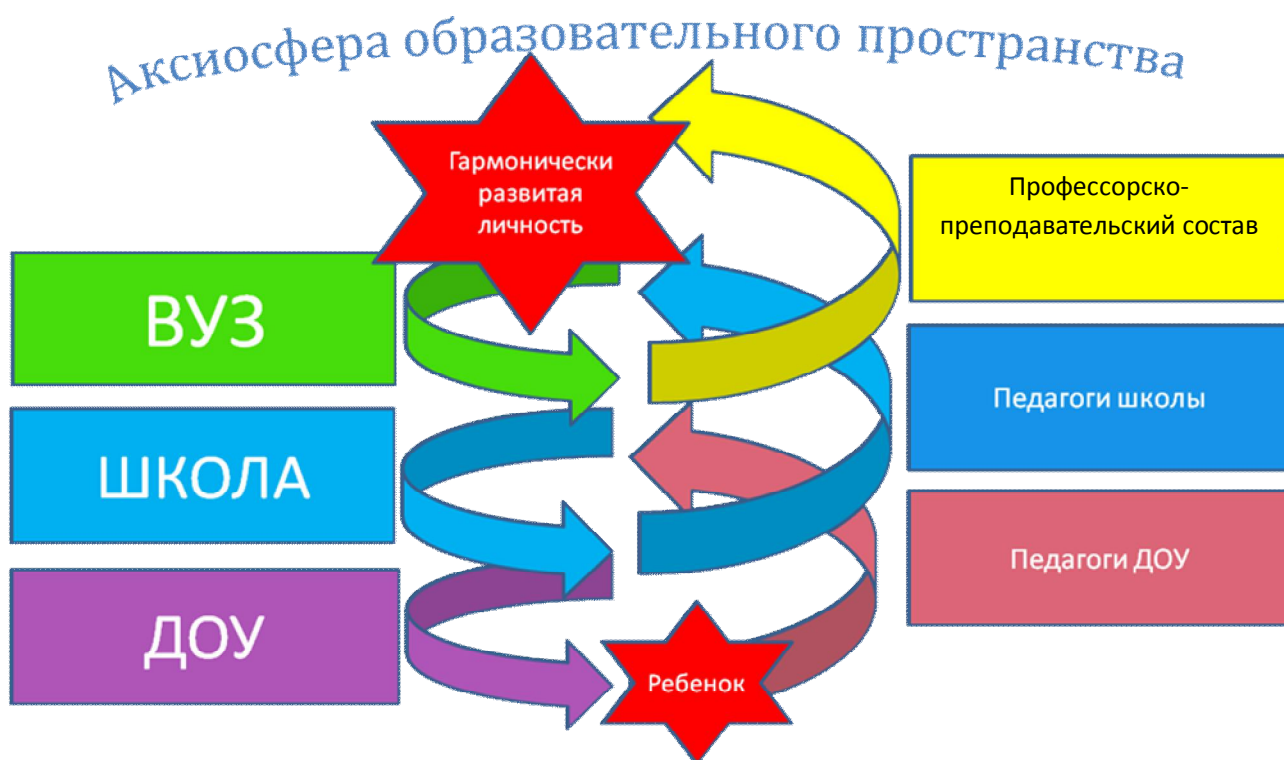 Аксиосфера образовательного пространства
Гармонически
развитая
личность
Профессорско-
преподавательский состав
ВУЗ
Педагоги школы
ШКОЛА
Педагоги ДОУ
ДОУ
Ребенок